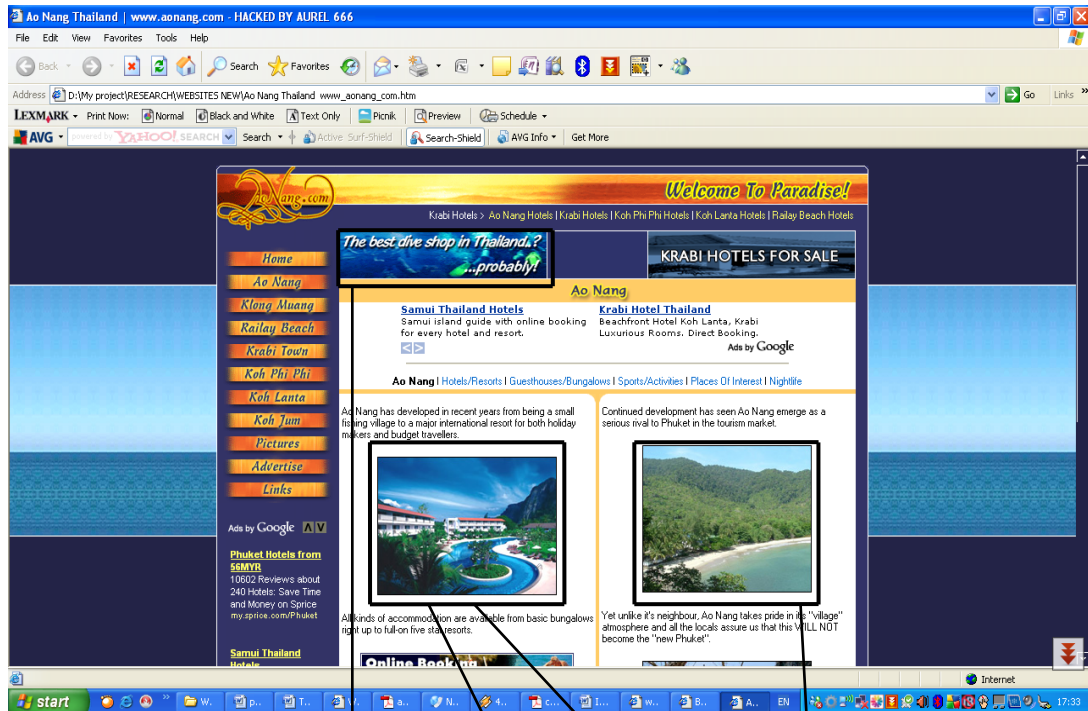 Ao Nang Thailand | www.aonang.com - HACKED BY AUREL 666
File Edit View Favorites Tools Help
Back Search Favorites
Address D:\My project\RESEARCH\WEBSITES NEW\Ao Nang Thailand www_aonang_com.htm Go Links »
LEXMARK Print Now: Normal Black and White Text Only Picnik Preview Schedule
AVG powered by YAHOO! SEARCH Search Active Surf-Shield Search-Shield AVG Info Get More
AoNang.com
Welcome To Paradise!
Krabi Hotels > Ao Nang Hotels | Krabi Hotels | Koh Phi Phi Hotels | Koh Lanta Hotels | Railay Beach Hotels
The best dive shop in Thailand..?
...probably!
KRABI HOTELS FOR SALE
Home
Ao Nang
Klong Muang
Railay Beach
Krabi Town
Koh Phi Phi
Koh Lanta
Koh Jum
Pictures
Advertise
Links
Ads by Google
Phuket Hotels from
56MYR
10602 Reviews about
240 Hotels: Save Time
and Money on Sprice
my.sprice.com/Phuket
Samui Thailand
Hotels
Ao Nang
Samui Thailand Hotels
Samui island guide with online booking
for every hotel and resort.
Krabi Hotel Thailand
Beachfront Hotel Koh Lanta, Krabi
Luxurious Rooms. Direct Booking.
Ads by Google
Ao Nang | Hotels/Resorts | Guesthouses/Bungalows | Sports/Activities | Places Of Interest | Nightlife
Ao Nang has developed in recent years from being a small
fishing village to a major international resort for both holiday
makers and budget travellers.
All kinds of accommodation are available from basic bungalows
right up to full-on five star resorts.
Online Booking
Continued development has seen Ao Nang emerge as a
serious rival to Phuket in the tourism market.
Yet unlike it's neighbour, Ao Nang takes pride in it's "village"
atmosphere and all the locals assure us that this WILL NOT
become the "new Phuket".
Internet
start » W.. p.. T.. a.. N.. 4.. c... I... w.. B.. A.. EN 17:33